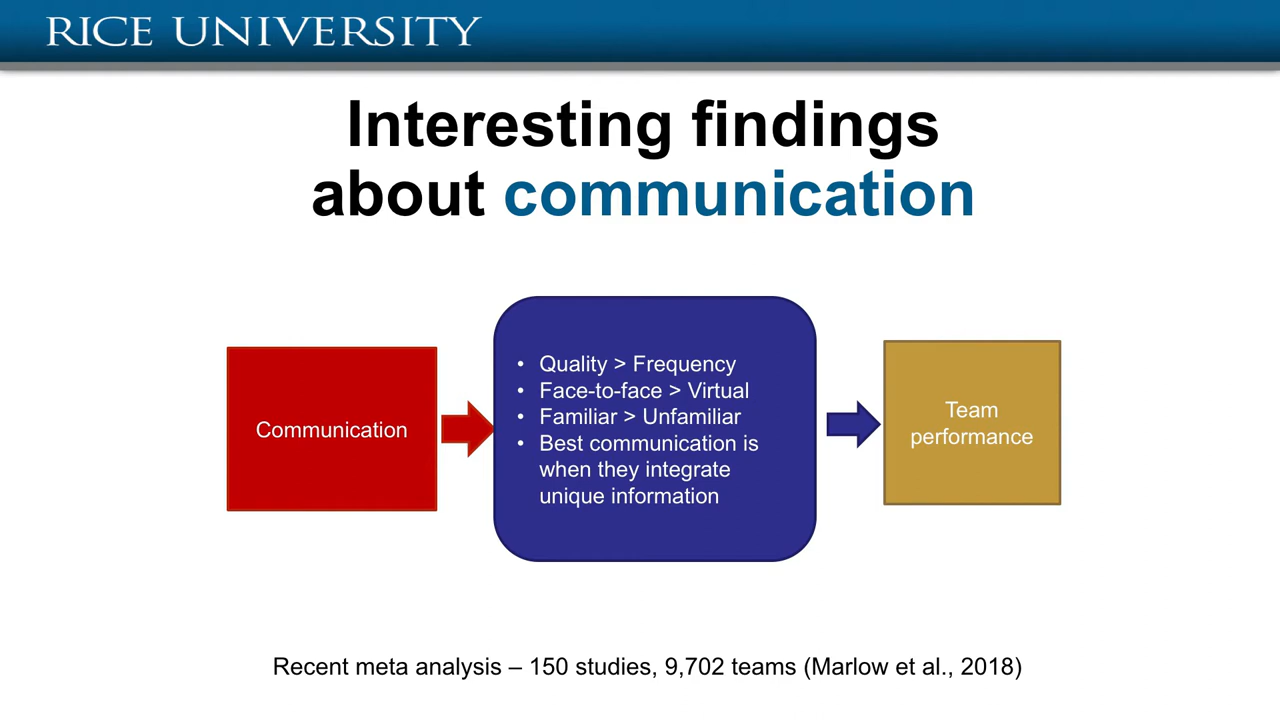 RICE UNIVERSITY
Interesting findings
about communication
Communication
• Quality > Frequency
• Face-to-face > Virtual
• Familiar > Unfamiliar
• Best communication is
when they integrate
unique information
Team
performance
Recent meta analysis – 150 studies, 9,702 teams (Marlow et al., 2018)